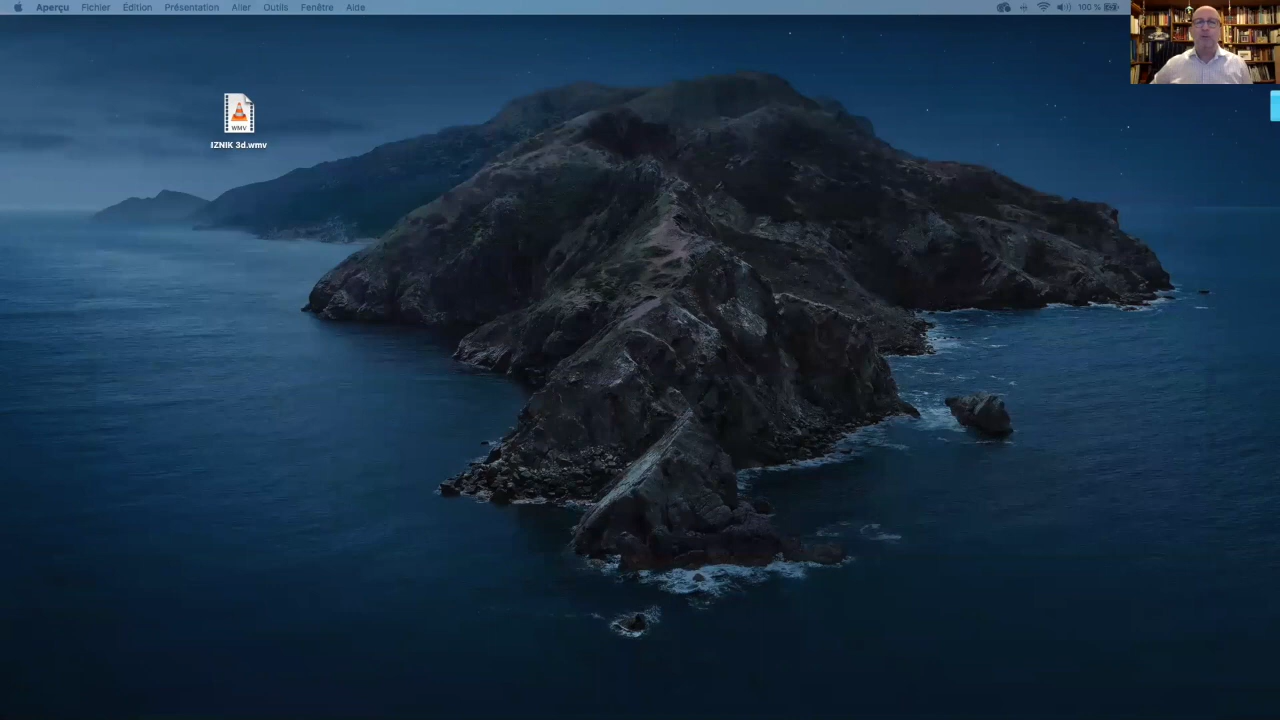 Aperçu Fichier Édition Présentation Aller Outils Fenêtre Aide 100 %
WMV
IZNIK 3d.wmv